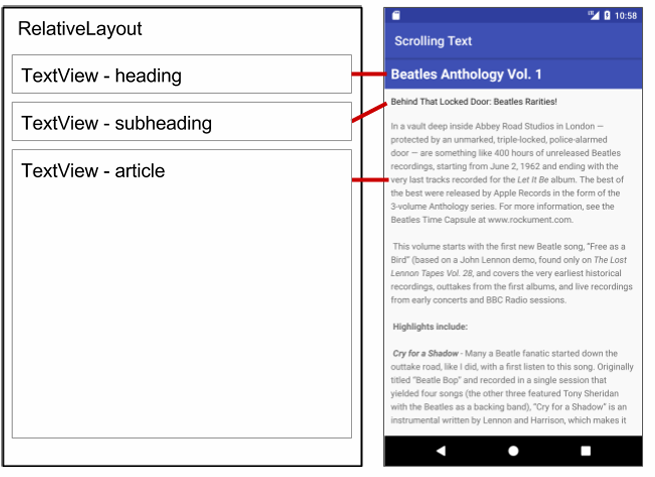 RelativeLayout
TextView - heading
TextView - subheading
TextView - article
10:58
Scrolling Text
Beatles Anthology Vol. 1
Behind That Locked Door: Beatles Rarities!
In a vault deep inside Abbey Road Studios in London —
protected by an unmarked, triple-locked, police-alarmed
door — are something like 400 hours of unreleased Beatles
recordings, starting from June 2, 1962 and ending with the
very last tracks recorded for the Let It Be album. The best of
the best were released by Apple Records in the form of the
3-volume Anthology series. For more information, see the
Beatles Time Capsule at www.rockument.com.
This volume starts with the first new Beatle song, “Free as a
Bird” (based on a John Lennon demo, found only on The Lost
Lennon Tapes Vol. 28, and covers the very earliest historical
recordings, outtakes from the first albums, and live recordings
from early concerts and BBC Radio sessions.
Highlights include:
Cry for a Shadow - Many a Beatle fanatic started down the
outtake road, like I did, with a first listen to this song. Originally
titled “Beatle Bop” and recorded in a single session that
yielded four songs (the other three featured Tony Sheridan
with the Beatles as a backing band), “Cry for a Shadow” is an
instrumental written by Lennon and Harrison, which makes it